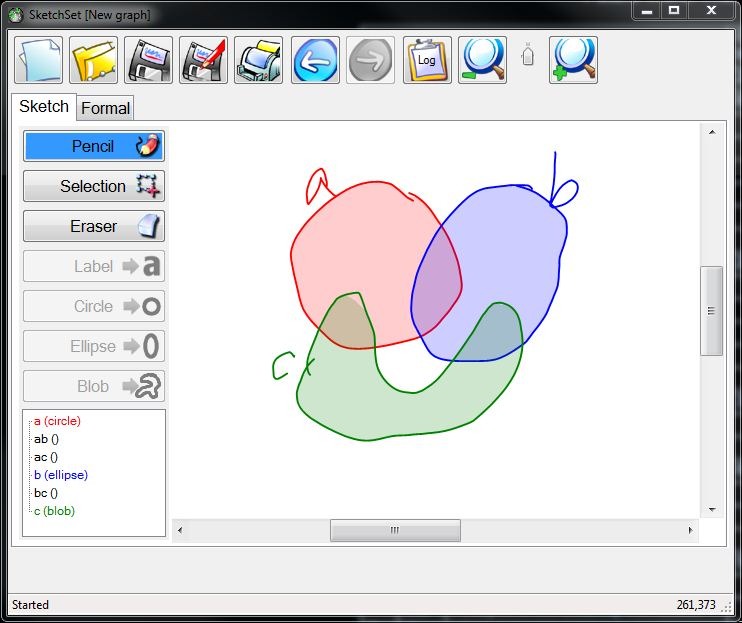 SketchSet [New graph]
Log
Sketch Formal
Pencil
Selection
Eraser
Label a
Circle
Ellipse
Blob
a (circle)
ab ()
ac ()
b (ellipse)
bc ()
c (blob)
a
b
c
Started
261,373